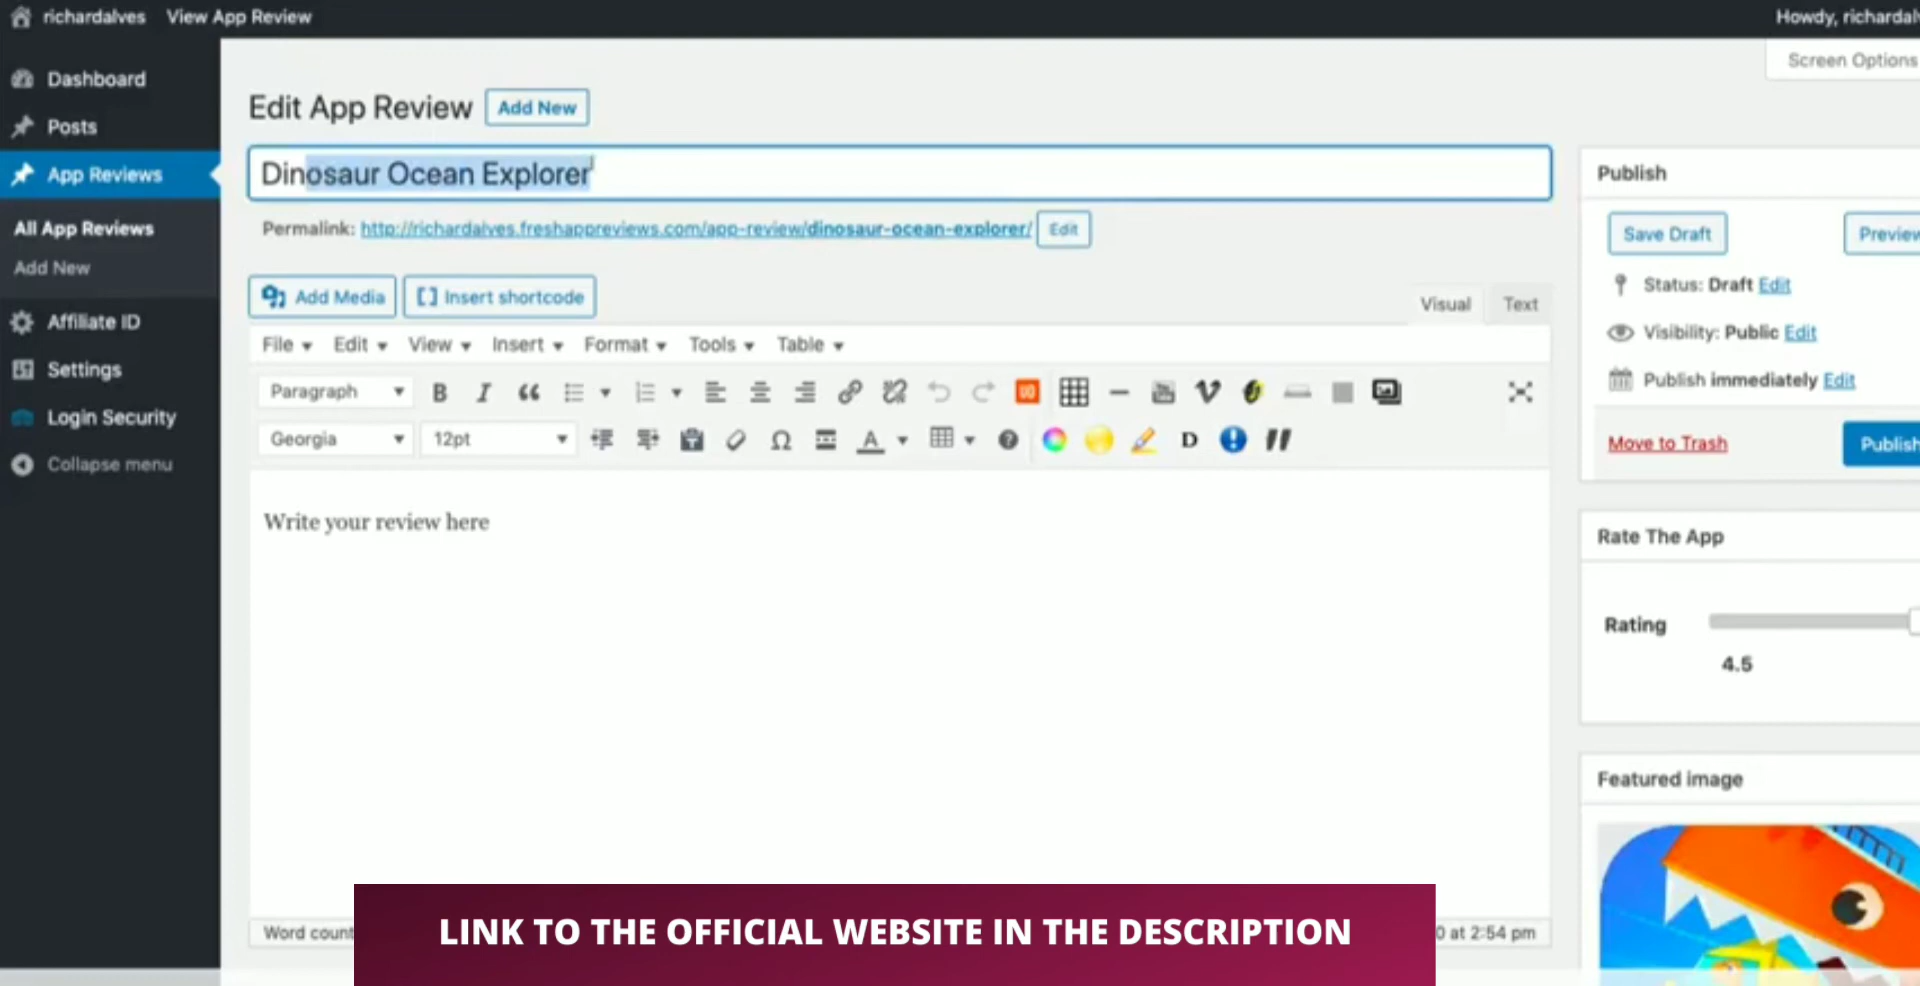 richardalves View App Review
Howdy, richardal
Screen Options
Dashboard
Posts
App Reviews
All App Reviews
Add New
Affiliate ID
Settings
Login Security
Collapse menu
Edit App Review Add New
Dinosaur Ocean Explorer
Permalink: http://richardalves.freshappreviews.com/app-review/dinosaur-ocean-explorer/ Edit
Add Media Insert shortcode
Visual Text
File Edit View Insert Format Tools Table
Paragraph
Georgia 12pt
Write your review here
Word count
0 at 2:54 pm
Publish
Save Draft Preview
Status: Draft Edit
Visibility: Public Edit
Publish immediately Edit
Move to Trash Publish
Rate The App
Rating
4.5
Featured image
LINK TO THE OFFICIAL WEBSITE IN THE DESCRIPTION